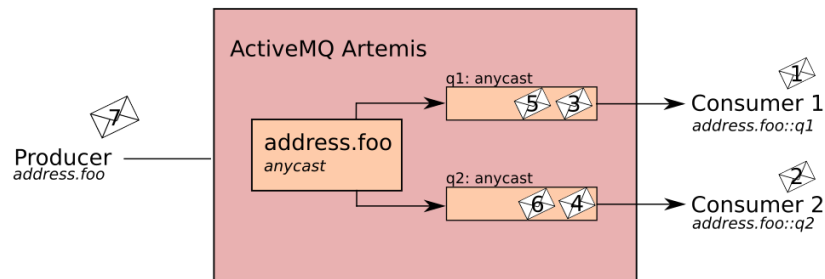 ActiveMQ Artemis
7
Producer
address.foo
address.foo
anycast
q1: anycast
5 3
q2: anycast
6 4
1
Consumer 1
address.foo::q1
2
Consumer 2
address.foo::q2